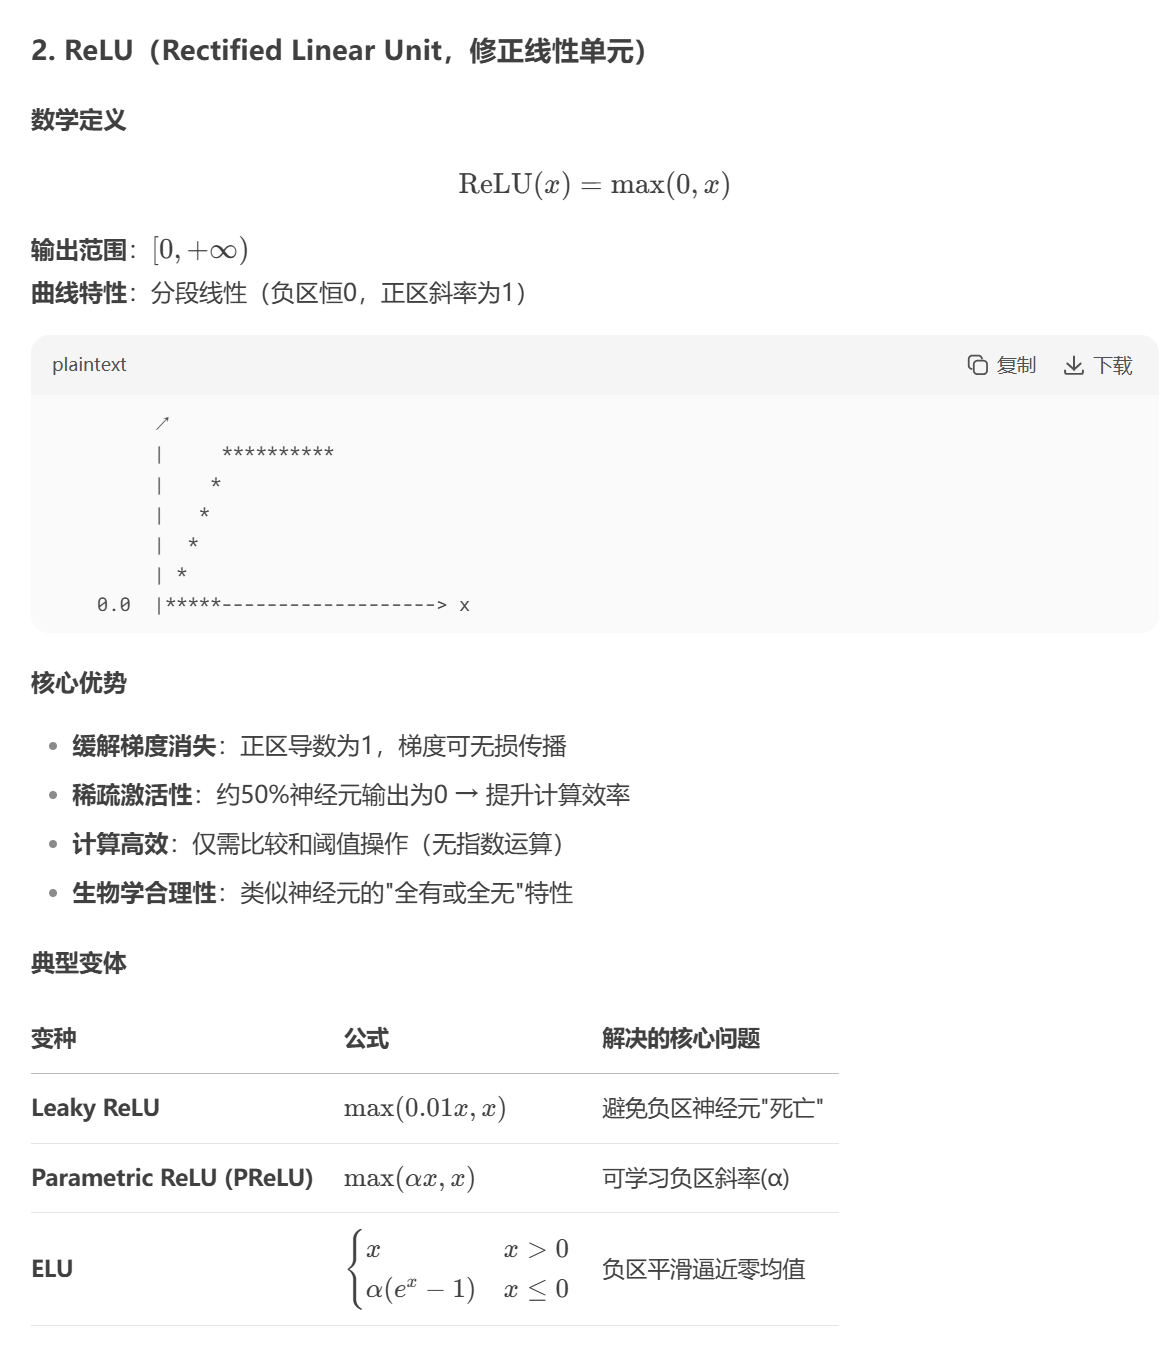 2. ReLU（Rectified Linear Unit，修正线性单元）
数学定义
ReLU(x) = max(0, x)
输出范围：[0, +∞)
曲线特性：分段线性（负区恒0，正区斜率为1）
plaintext 复制 下载
↗
|     **********
|    *
|   *
|  *
| *
0.0  |*****-------------------> x
核心优势
• 缓解梯度消失：正区导数为1，梯度可无损传播
• 稀疏激活性：约50%神经元输出为0 → 提升计算效率
• 计算高效：仅需比较和阈值操作（无指数运算）
• 生物学合理性：类似神经元的"全有或全无"特性
典型变体
变种 公式 解决的核心问题
Leaky ReLU max(0.01x, x) 避免负区神经元"死亡"
Parametric ReLU (PReLU) max(αx, x) 可学习负区斜率(α)
ELU { x x > 0 α(e^x − 1) x ≤ 0 负区平滑逼近零均值